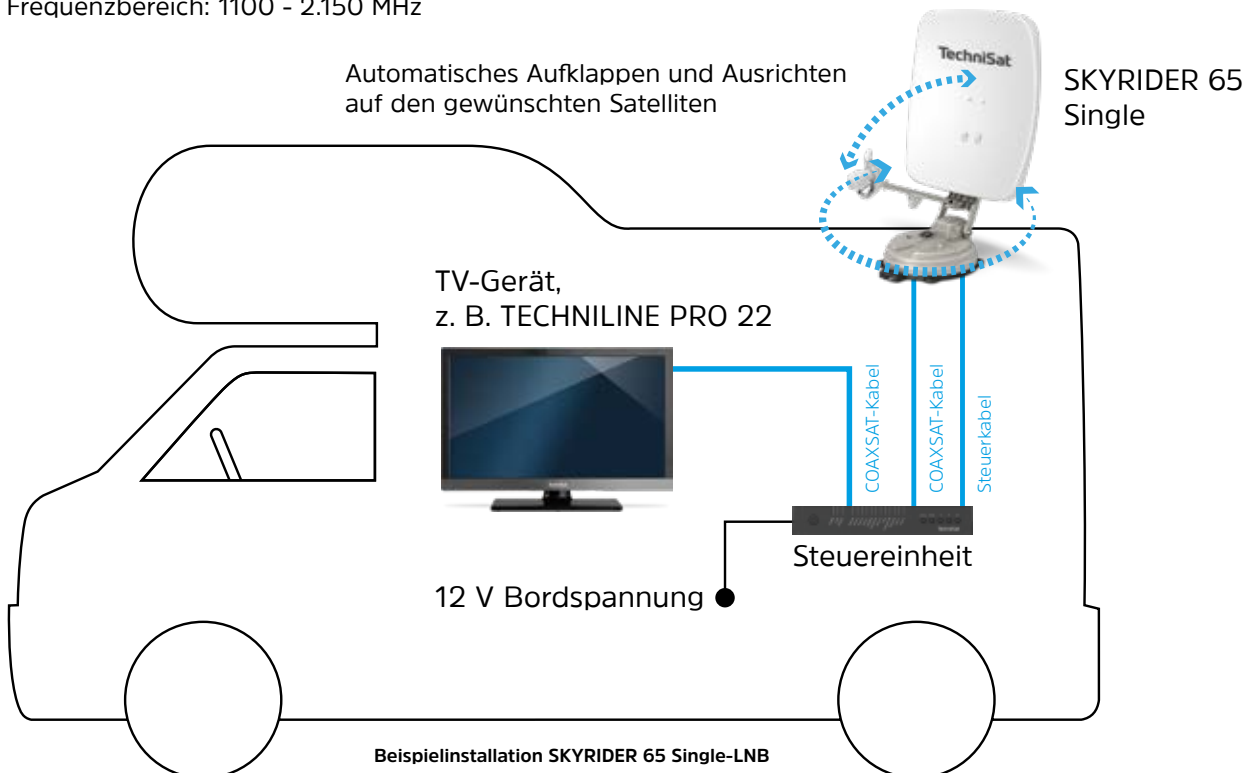 Frequenzbereich: 1100 - 2.150 MHz
TechniSat
Automatisches Aufklappen und Ausrichten
auf den gewünschten Satelliten
SKYRIDER 65
Single
TV-Gerät,
z. B. TECHNILINE PRO 22
COAXSAT-Kabel
COAXSAT-Kabel
Steuerkabel
Steuereinheit
12 V Bordspannung
Beispielinstallation SKYRIDER 65 Single-LNB